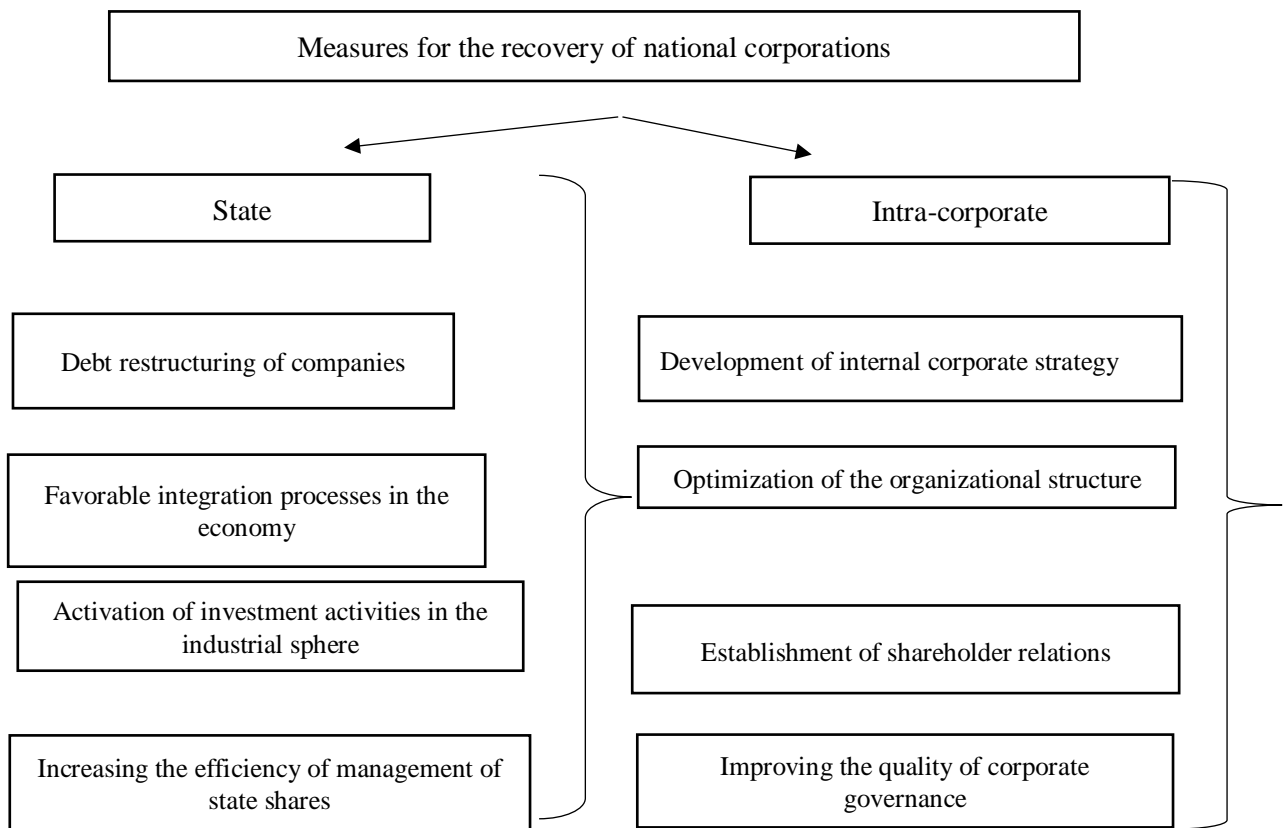 Measures for the recovery of national corporations
State
Intra-corporate
Debt restructuring of companies
Development of internal corporate strategy
Favorable integration processes in the
economy
Optimization of the organizational structure
Activation of investment activities in the
industrial sphere
Establishment of shareholder relations
Increasing the efficiency of management of
state shares
Improving the quality of corporate
governance